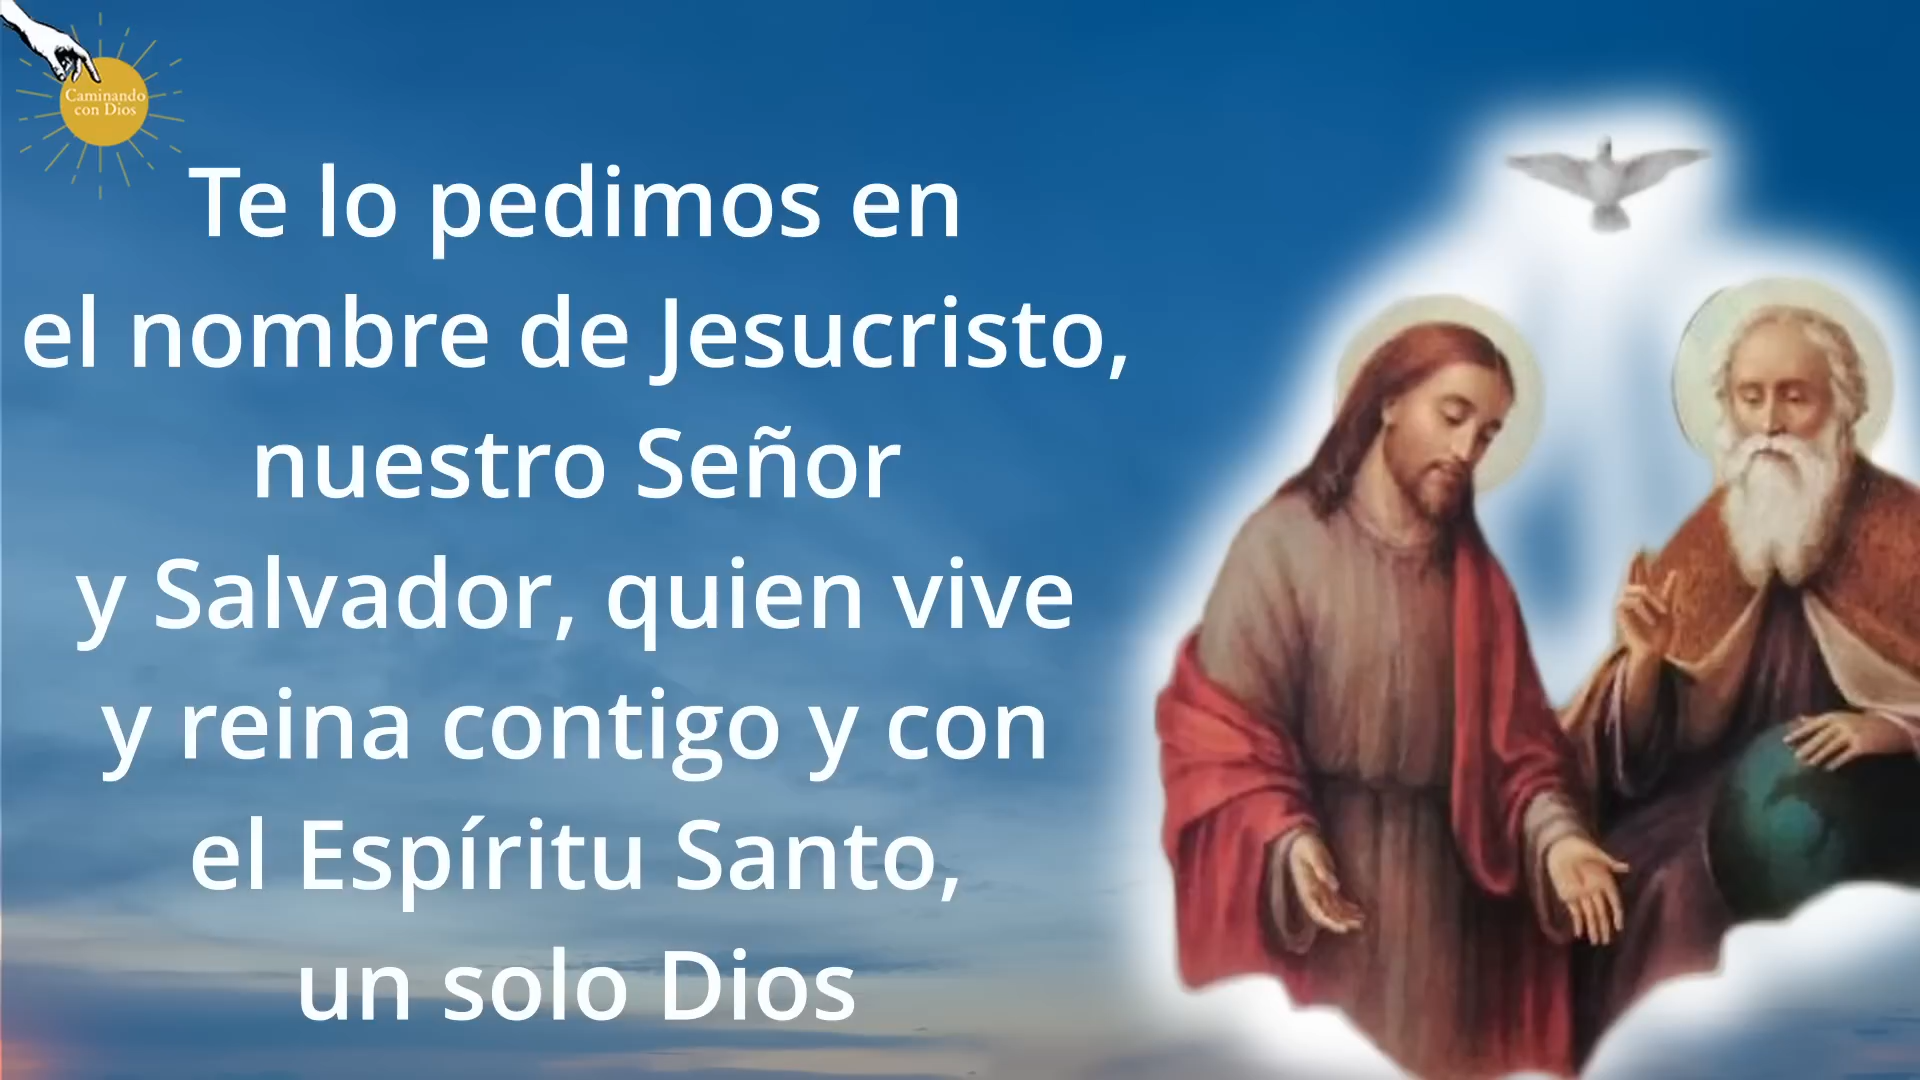 Caminando
con Dios
Te lo pedimos en
el nombre de Jesucristo,
nuestro Señor
y Salvador, quien vive
y reina contigo y con
el Espíritu Santo,
un solo Dios